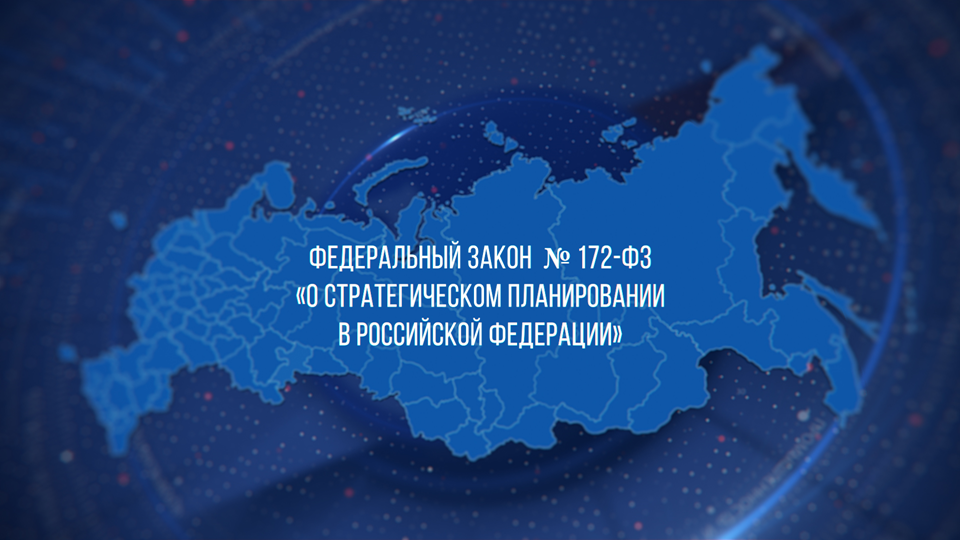 ФЕДЕРАЛЬНЫЙ ЗАКОН № 172-ФЗ
«О СТРАТЕГИЧЕСКОМ ПЛАНИРОВАНИИ
В РОССИЙСКОЙ ФЕДЕРАЦИИ»